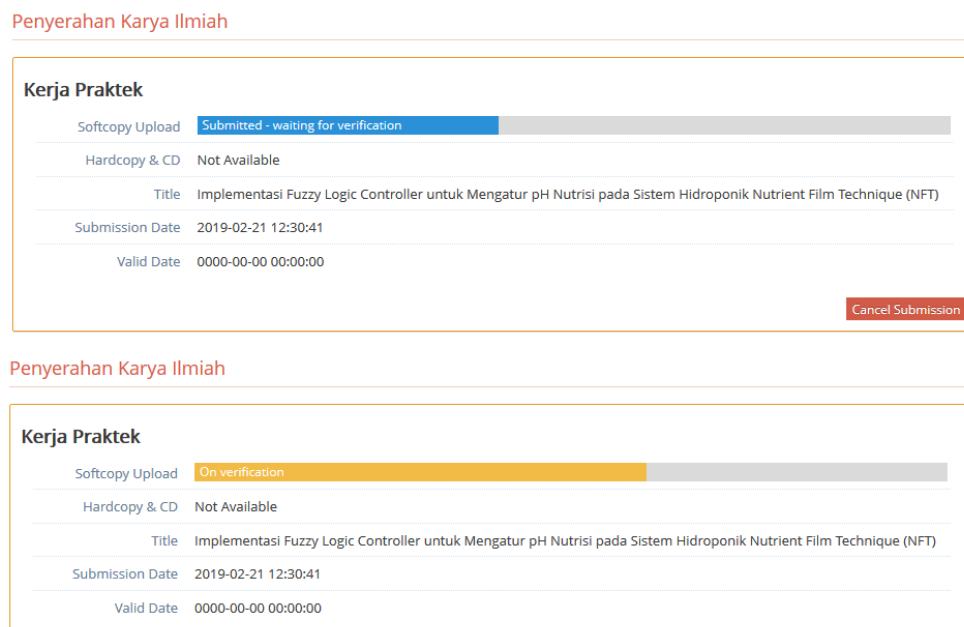 Penyerahan Karya Ilmiah
Kerja Praktek
Softcopy Upload Submitted - waiting for verification
Hardcopy & CD Not Available
Title Implementasi Fuzzy Logic Controller untuk Mengatur pH Nutrisi pada Sistem Hidroponik Nutrient Film Technique (NFT)
Submission Date 2019-02-21 12:30:41
Valid Date 0000-00-00 00:00:00
Cancel Submission
Penyerahan Karya Ilmiah
Kerja Praktek
Softcopy Upload On verification
Hardcopy & CD Not Available
Title Implementasi Fuzzy Logic Controller untuk Mengatur pH Nutrisi pada Sistem Hidroponik Nutrient Film Technique (NFT)
Submission Date 2019-02-21 12:30:41
Valid Date 0000-00-00 00:00:00